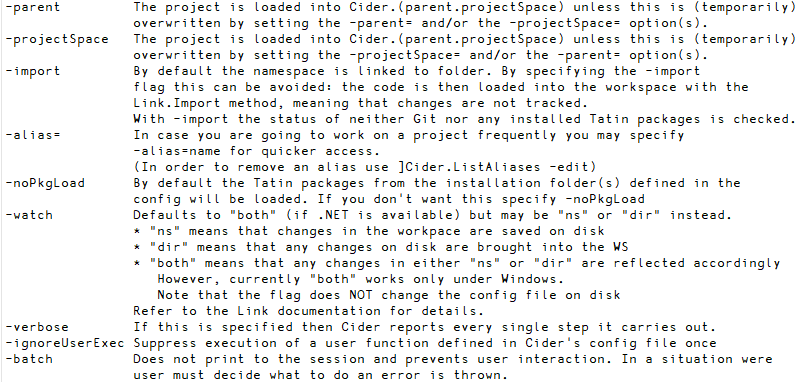 -parent         The project is loaded into Cider.(parent.projectSpace) unless this is (temporarily)
                overwritten by setting the -parent= and/or the -projectSpace= option(s).
-projectSpace   The project is loaded into Cider.(parent.projectSpace) unless this is (temporarily)
                overwritten by setting the -projectSpace= and/or the -parent= option(s).
-import         By default the namespace is linked to folder. By specifying the -import
                flag this can be avoided: the code is then loaded into the workspace with the
                Link.Import method, meaning that changes are not tracked.
                With -import the status of neither Git nor any installed Tatin packages is checked.
-alias=         In case you are going to work on a project frequently you may specify
                -alias=name for quicker access.
                (In order to remove an alias use ]Cider.ListAliases -edit)
-noPkgLoad      By default the Tatin packages from the installation folder(s) defined in the
                config will be loaded. If you don't want this specify -noPkgLoad
-watch          Defaults to "both" (if .NET is available) but may be "ns" or "dir" instead.
                * "ns" means that changes in the workpace are saved on disk
                * "dir" means that any changes on disk are brought into the WS
                * "both" means that any changes in either "ns" or "dir" are reflected accordingly
                   However, currently "both" works only under Windows.
                   Note that the flag does NOT change the config file on disk
                Refer to the Link documentation for details.
-verbose        If this is specified then Cider reports every single step it carries out.
-ignoreUserExec Suppress execution of a user function defined in Cider's config file once
-batch          Does not print to the session and prevents user interaction. In a situation were
                user must decide what to do an error is thrown.